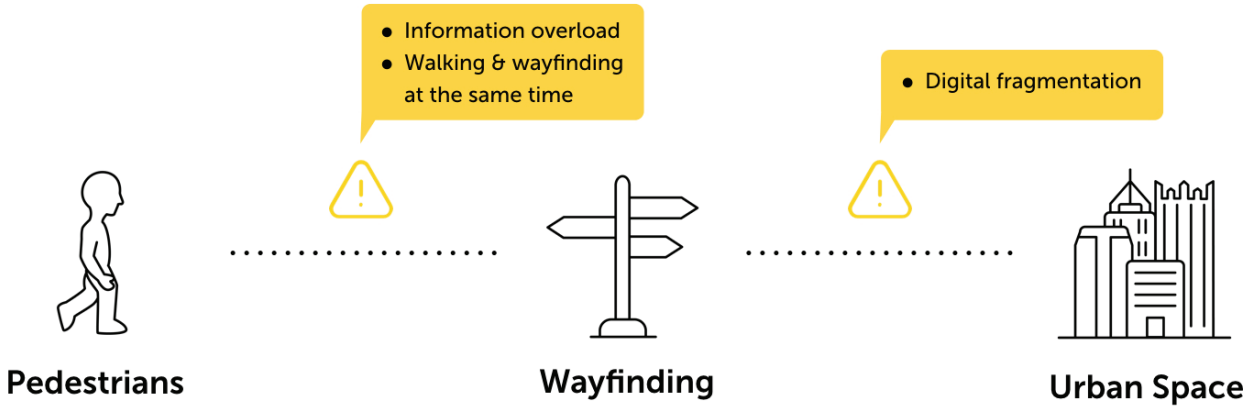 • Information overload
• Walking & wayfinding
at the same time
• Digital fragmentation
Pedestrians
Wayfinding
Urban Space